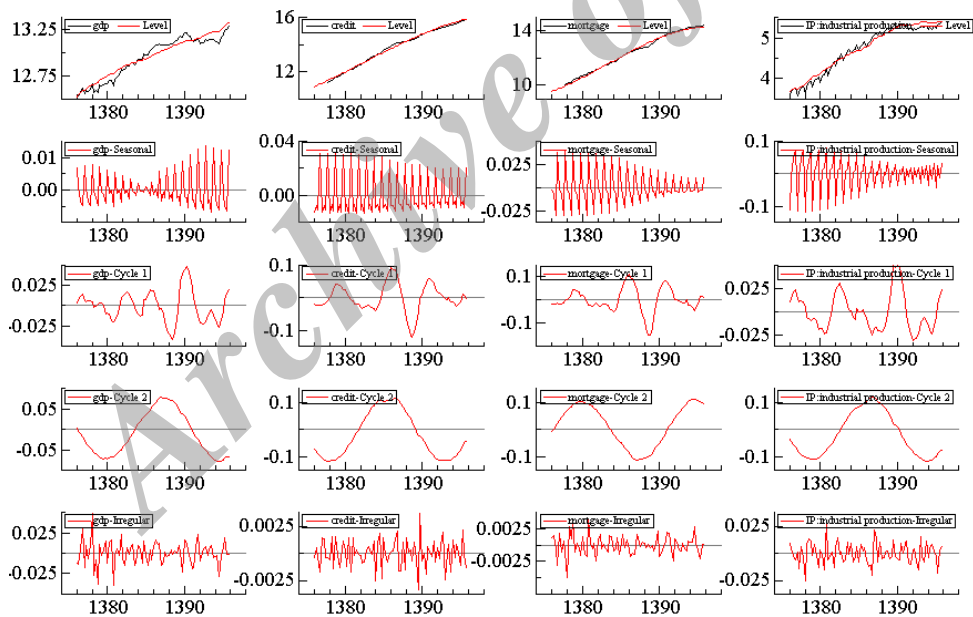 gdp Level credit Level mortgage Level IP:industrial production Level
13.25 16 14 5
12.75 12 10 4
1380 1390 1380 1390 1380 1390 1380 1390
gdp-Seasonal credit-Seasonal mortgage-Seasonal IP:industrial production-Seasonal
0.01 0.04 0.025 0.1
0.00 0.00 -0.025 -0.1
1380 1390 1380 1390 1380 1390 1380 1390
gdp-Cycle 1 credit-Cycle 1 mortgage-Cycle 1 IP:industrial production-Cycle 1
0.025 0.1 0.1 0.025
-0.025 -0.1 -0.1 -0.025
1380 1390 1380 1390 1380 1390 1380 1390
gdp-Cycle 2 credit-Cycle 2 mortgage-Cycle 2 IP:industrial production-Cycle 2
0.05 0.1 0.1 0.1
-0.05 -0.1 -0.1 -0.1
1380 1390 1380 1390 1380 1390 1380 1390
gdp-Irregular credit-Irregular mortgage-Irregular IP:industrial production-Irregular
0.025 0.0025 0.0025 0.025
-0.025 -0.0025 -0.0025 -0.025
1380 1390 1380 1390 1380 1390 1380 1390
Archive of